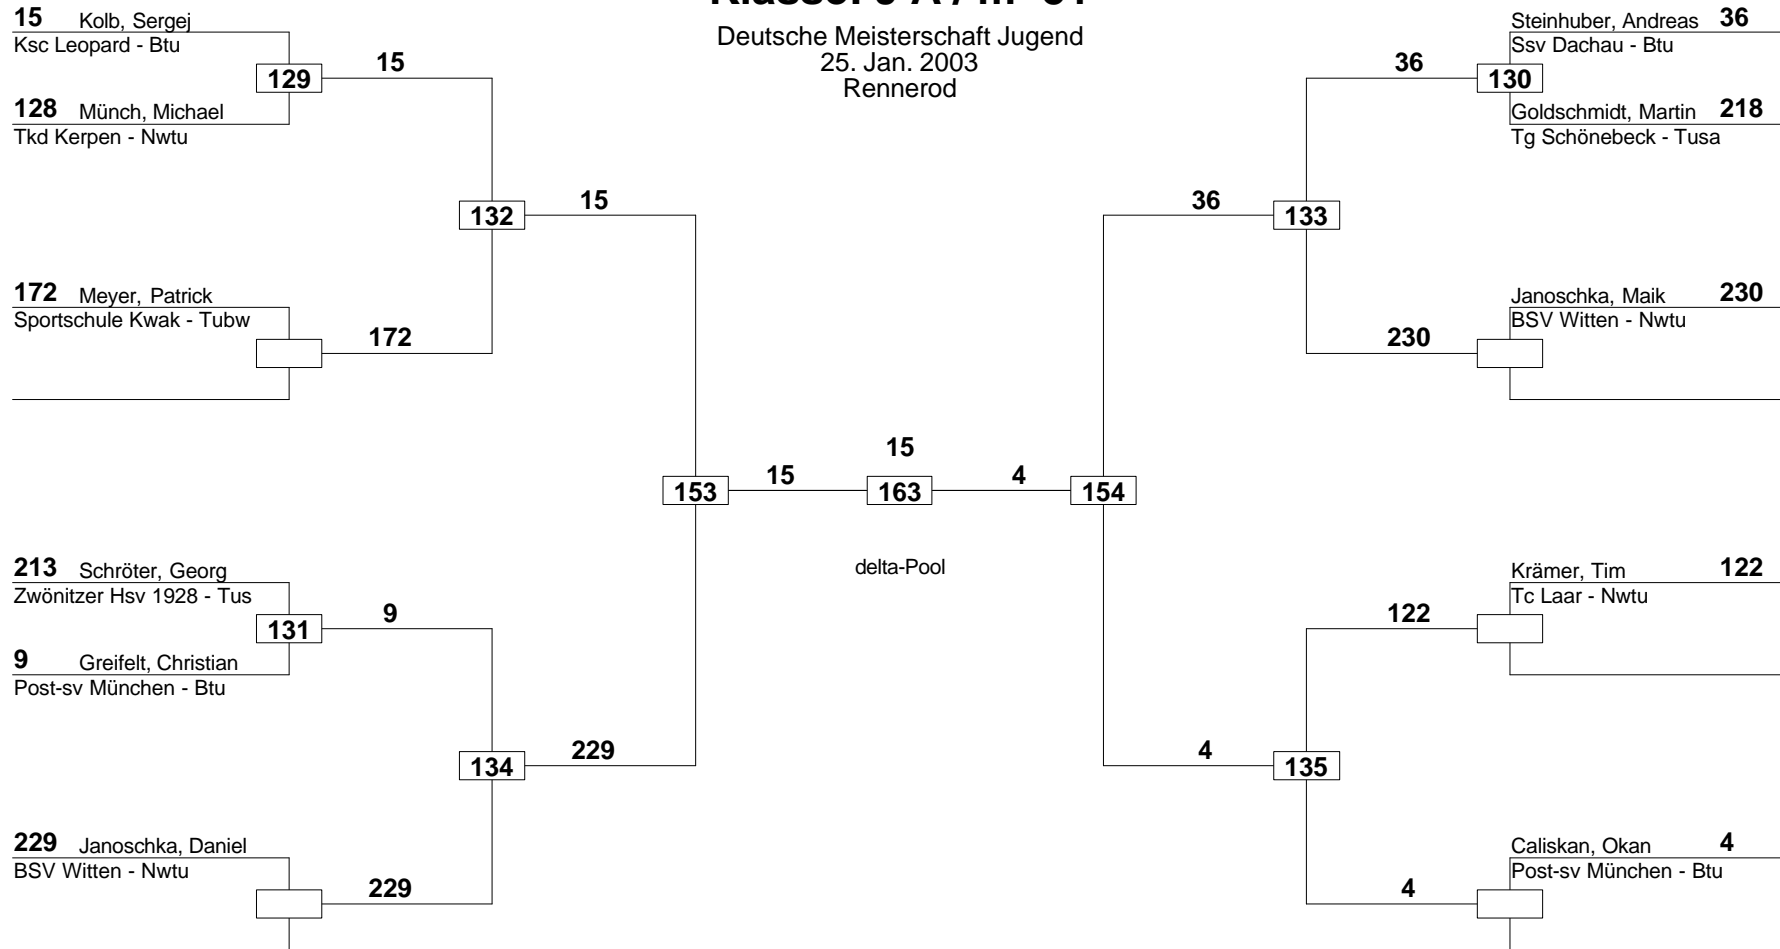 Deutsche Meisterschaft Jugend
25. Jan. 2003
Rennerod
15 Kolb, Sergej
Ksc Leopard - Btu
129
15
128 Münch, Michael
Tkd Kerpen - Nwtu
132
15
172 Meyer, Patrick
Sportschule Kwak - Tubw
172
153
15
15
163
4
154
delta-Pool
213 Schröter, Georg
Zwönitzer Hsv 1928 - Tus
131
9
9 Greifelt, Christian
Post-sv München - Btu
134
229
229 Janoschka, Daniel
BSV Witten - Nwtu
229
Steinhuber, Andreas 36
Ssv Dachau - Btu
36
130
Goldschmidt, Martin 218
Tg Schönebeck - Tusa
36
133
Janoschka, Maik 230
BSV Witten - Nwtu
230
Krämer, Tim 122
Tc Laar - Nwtu
122
4
135
Caliskan, Okan 4
Post-sv München - Btu
4